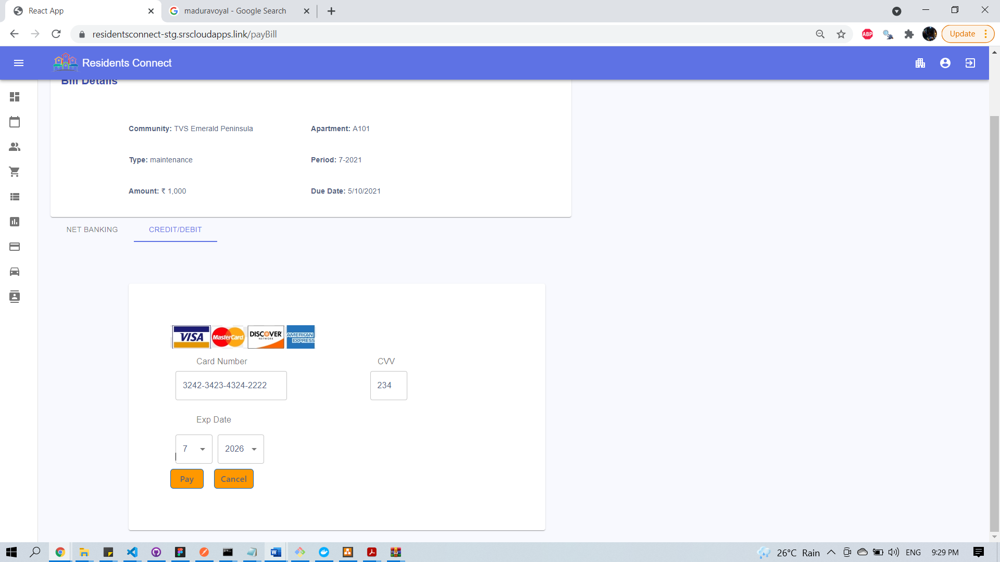 React App
maduravoyal - Google Search
residentsconnect-stg.srscloudapps.link/payBill
ABP
Update
Residents Connect
Bill Details
Community: TVS Emerald Peninsula
Apartment: A101
Type: maintenance
Period: 7-2021
Amount: ₹ 1,000
Due Date: 5/10/2021
NET BANKING
CREDIT/DEBIT
VISA
MasterCard
DISCOVER
NETWORK
AMERICAN
EXPRESS
Card Number
CVV
3242-3423-4324-2222
234
Exp Date
7
2026
Pay
Cancel
26°C Rain
ENG
9:29 PM